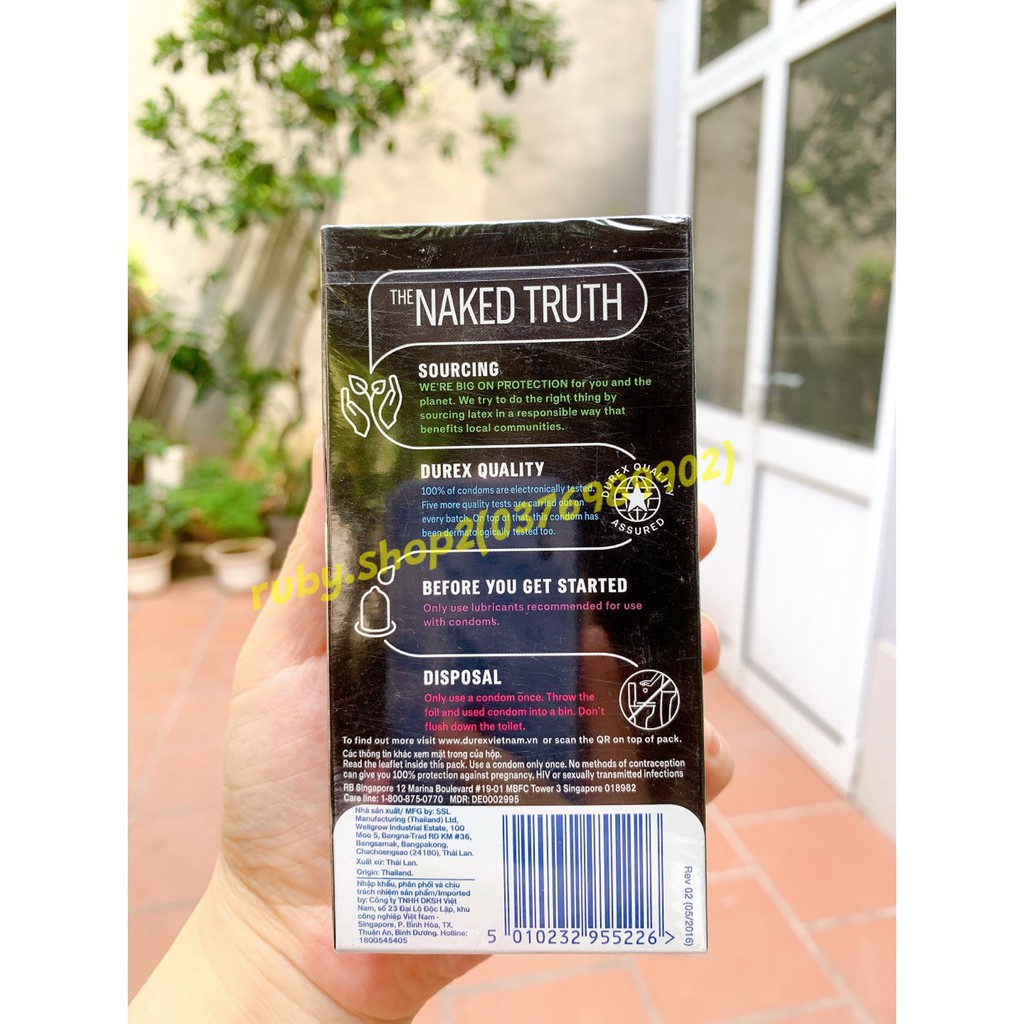 THE NAKED TRUTH
SOURCING
WE'RE BIG ON PROTECTION for you and the
planet. We try to do the right thing by
sourcing latex in a responsible way that
benefits local communities.
DUREX QUALITY
100% of condoms are electronically tested.
Five more quality tests are carried out on
every batch. On top of that, this condom has
been dermatologically tested too.
DUREX QUALITY
ASSURED
BEFORE YOU GET STARTED
Only use lubricants recommended for use
with condoms.
DISPOSAL
Only use a condom once. Throw the
foil and used condom into a bin. Don't
flush down the toilet.
To find out more visit www.durexvietnam.vn or scan the QR on top of pack.
Các thông tin khác xem mặt trong của hộp.
Read the leaflet inside this pack. Use a condom only once. No methods of contraception
can give you 100% protection against pregnancy, HIV or sexually transmitted infections
RB Singapore 12 Marina Boulevard #19-01 MBFC Tower 3 Singapore 018982
Care line: 1-800-875-0770 MDR: DE0002995
Nhà sản xuất/ MFG by: SSL
Manufacturing (Thailand) Ltd,
Wellgrow Industrial Estate, 100
Moo 5, Bangna-Trad RD KM #36,
Bangsamak, Bangpakong,
Chachoengsao (24180), Thái Lan.
Xuất xứ: Thái Lan.
Origin: Thailand.
Nhập khẩu, phân phối và chịu
trách nhiệm sản phẩm/Imported
by: Công ty TNHH DKSH Việt
Nam, số 23 Đại Lộ Độc Lập, khu
công nghiệp Việt Nam -
Singapore, P. Bình Hòa, TX.
Thuận An, Bình Dương. Hotline:
1800545405
5 010232 955226 >
Rev 02 (05/2016)